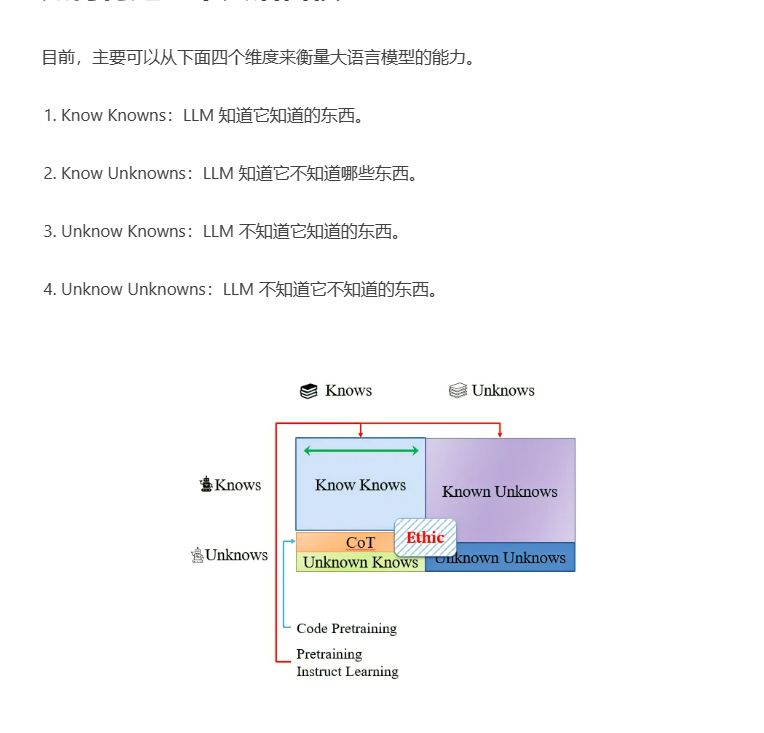 目前，主要可以从下面四个维度来衡量大语言模型的能力。
1. Know Knowns：LLM 知道它知道的东西。
2. Know Unknowns：LLM 知道它不知道哪些东西。
3. Unknow Knowns：LLM 不知道它知道的东西。
4. Unknow Unknowns：LLM 不知道它不知道的东西。
Knows
Unknows
Knows
Know Knows
Known Unknows
Unknows
CoT
Ethic
Unknown Knows
Unknown Unknows
Code Pretraining
Pretraining
Instruct Learning